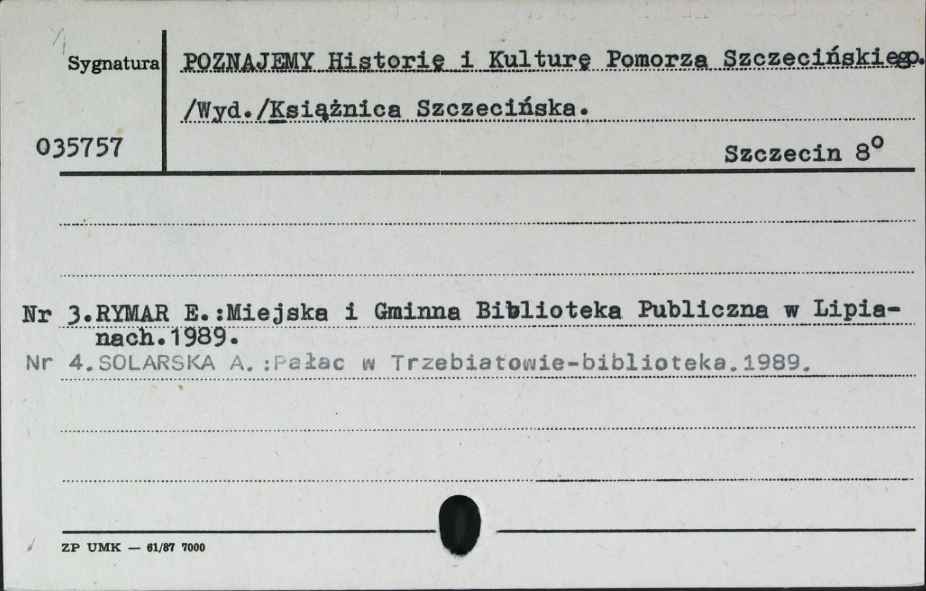 Sygnatura
POZNAJEMY Historię i Kulturę Pomorza Szczecińskiego.
/Wyd./Książnica Szczecińska.
035757
Szczecin 8⁰
Nr 3.RYMAR E.:Miejska i Gminna Biblioteka Publiczna w Lipia-
nach.1989.
Nr 4.SOLARSKA A.:Pałac w Trzebiatowie-biblioteka.1989.
ZP UMK — 61/87 7000